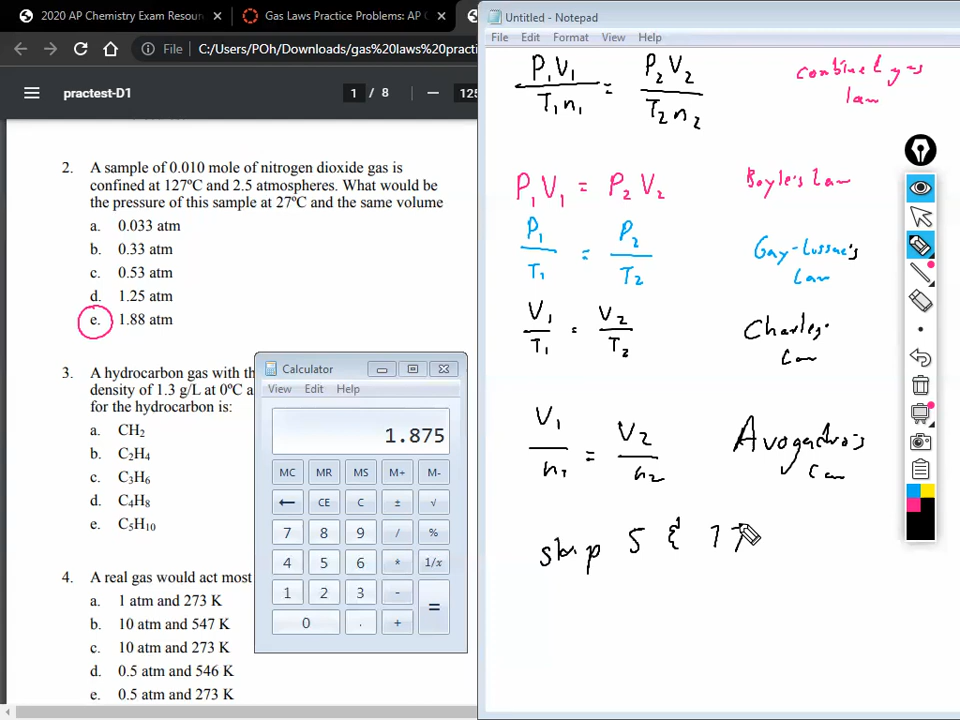 2020 AP Chemistry Exam Resour
Gas Laws Practice Problems: AP C
File
C:/Users/POh/Downloads/gas%20laws%20practi
practest-D1
1 / 8
125
2. A sample of 0.010 mole of nitrogen dioxide gas is
confined at 127ºC and 2.5 atmospheres. What would be
the pressure of this sample at 27ºC and the same volume
a. 0.033 atm
b. 0.33 atm
c. 0.53 atm
d. 1.25 atm
e. 1.88 atm
3. A hydrocarbon gas with th
density of 1.3 g/L at 0ºC a
for the hydrocarbon is:
a. CH2
b. C2H4
c. C3H6
d. C4H8
e. C5H10
4. A real gas would act most
a. 1 atm and 273 K
b. 10 atm and 547 K
c. 10 atm and 273 K
d. 0.5 atm and 546 K
e. 0.5 atm and 273 K
Calculator
View Edit Help
1.875
MC MR MS M+ M-
← CE C ± √
7 8 9 / %
4 5 6 * 1/x
1 2 3 - =
0 . +
Untitled - Notepad
File Edit Format View Help
P1V1 / T1n1 = P2V2 / T2n2
combined gas
law
P1V1 = P2V2 Boyle's Law
P1 / T1 = P2 / T2 Gay-Lussac's
Law
V1 / T1 = V2 / T2 Charles'
Law
V1 / n1 = V2 / n2 Avogadro's
Law
skip 5 & 17